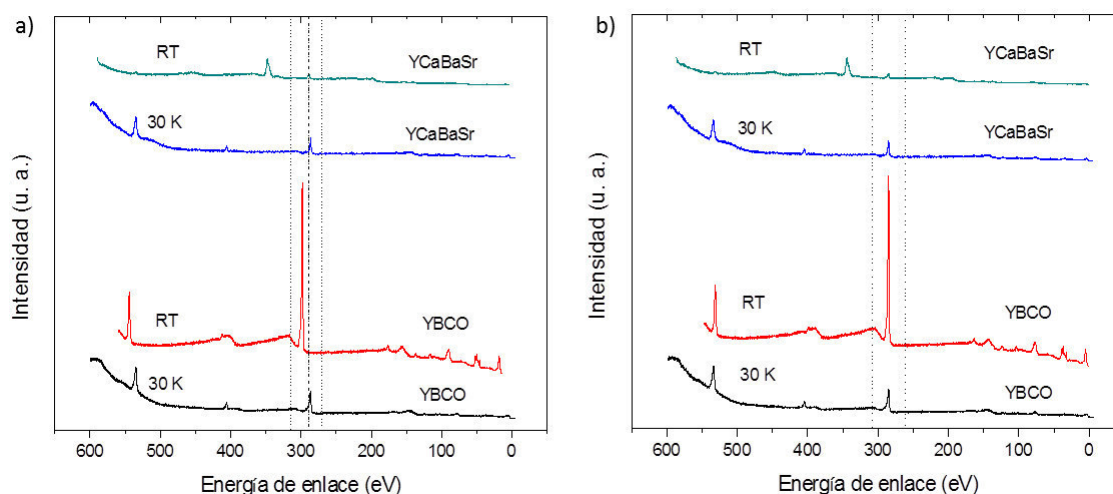 a)
RT
YCaBaSr
30 K
YCaBaSr
RT
YBCO
30 K
YBCO
Intensidad (u. a.)
600 500 400 300 200 100 0
Energía de enlace (eV)
b)
RT
YCaBaSr
30 K
YCaBaSr
RT
YBCO
30 K
YBCO
Intensidad (u. a.)
600 500 400 300 200 100 0
Energía de enlace (eV)